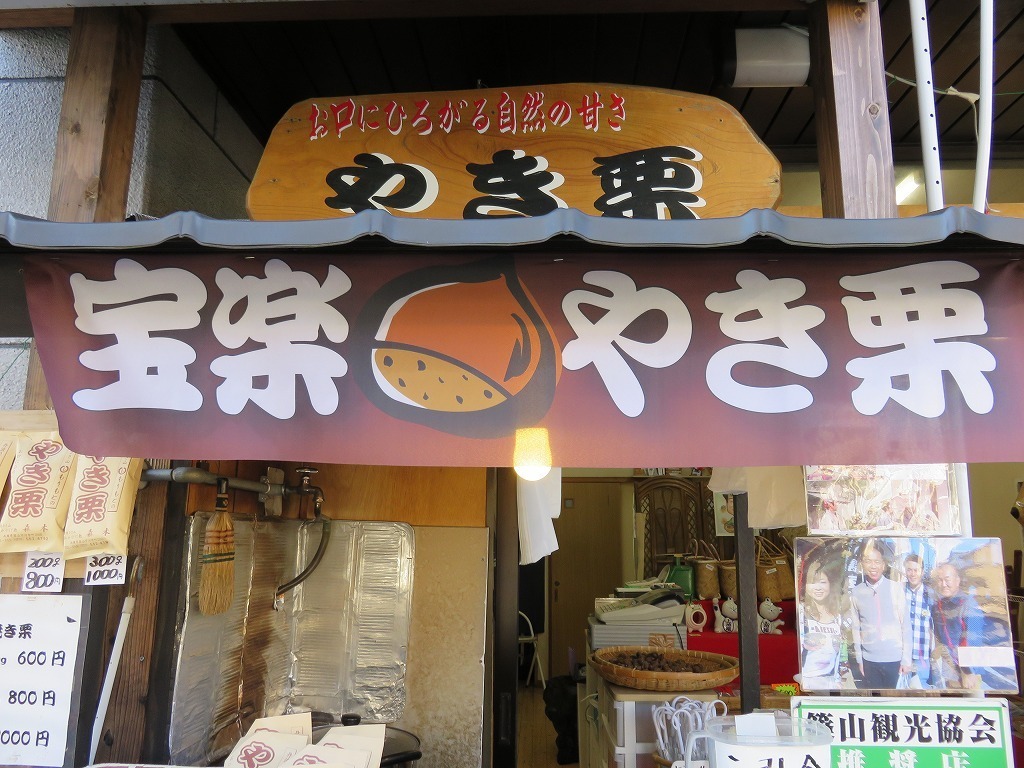 お口にひろがる自然の甘さ
やき栗
宝楽 やき栗
やき栗
やき栗
200g
800円
300g
1000円
き栗
g 600円
800円
000円
篠山観光協会
推奨店